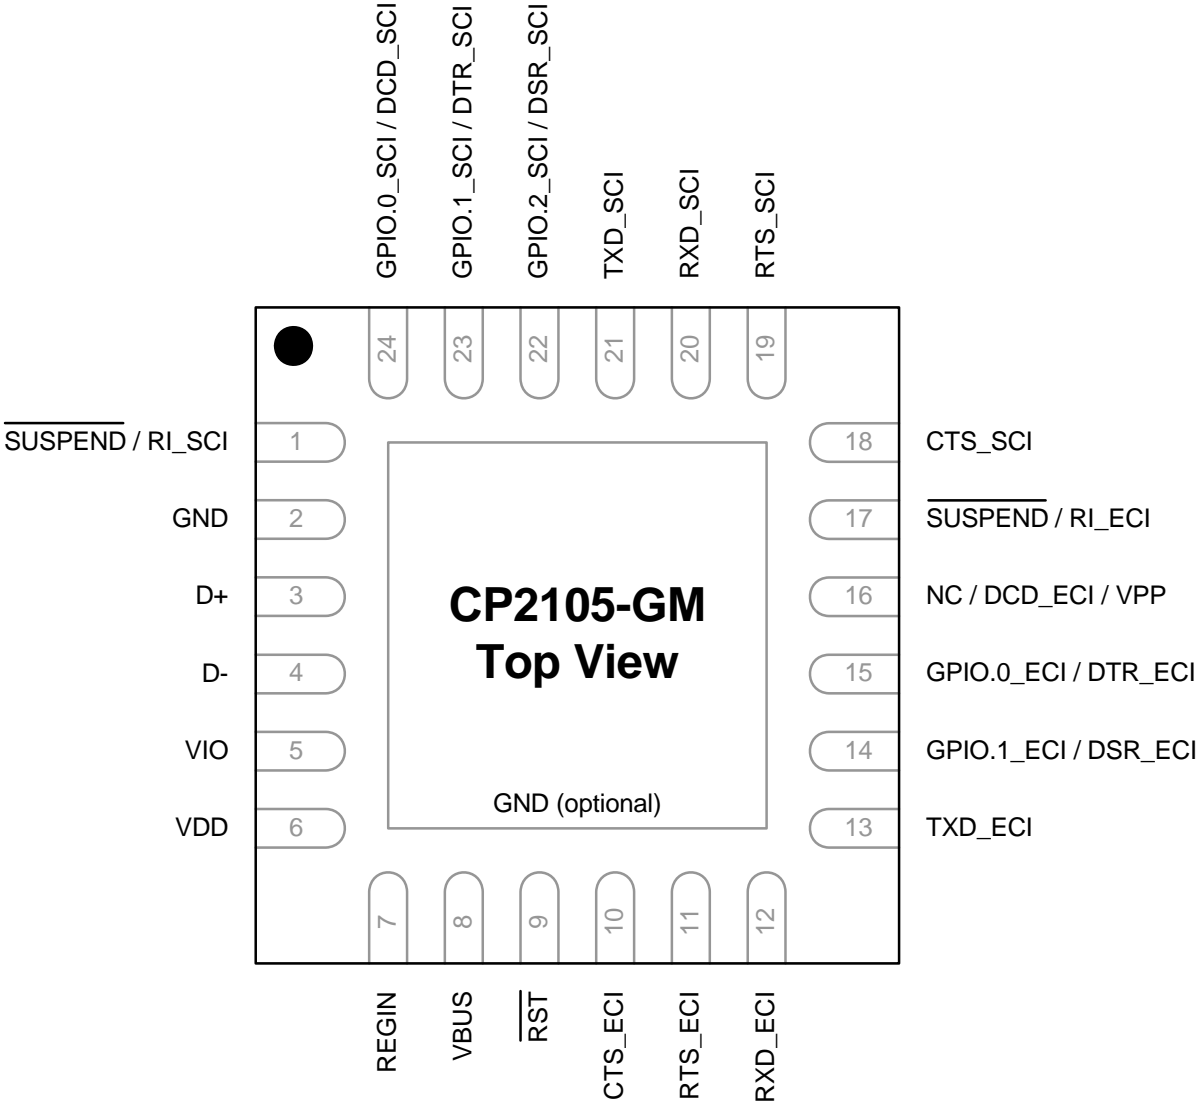 GPIO.0_SCI / DCD_SCI
GPIO.1_SCI / DTR_SCI
GPIO.2_SCI / DSR_SCI
TXD_SCI
RXD_SCI
RTS_SCI
24
23
22
21
20
19
SUSPEND / RI_SCI
1
18
CTS_SCI
GND
2
17
SUSPEND / RI_ECI
D+
3
16
NC / DCD_ECI / VPP
D-
4
15
GPIO.0_ECI / DTR_ECI
VIO
5
14
GPIO.1_ECI / DSR_ECI
VDD
6
13
TXD_ECI
CP2105-GM
Top View
GND (optional)
7
8
9
10
11
12
REGIN
VBUS
RST
CTS_ECI
RTS_ECI
RXD_ECI